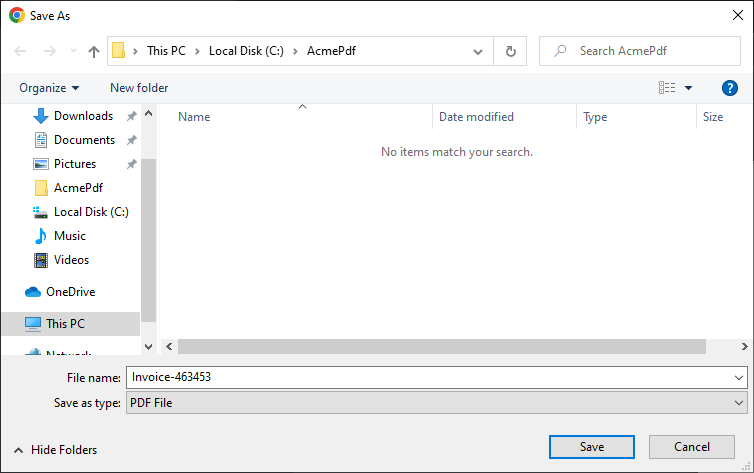 Save As
This PC > Local Disk (C:) > AcmePdf
Search AcmePdf
Organize
New folder
?
Name
Date modified
Type
Size
No items match your search.
Downloads
Documents
Pictures
AcmePdf
Local Disk (C:)
Music
Videos
OneDrive
This PC
Network
File name: Invoice-463453
Save as type: PDF File
Hide Folders
Save
Cancel